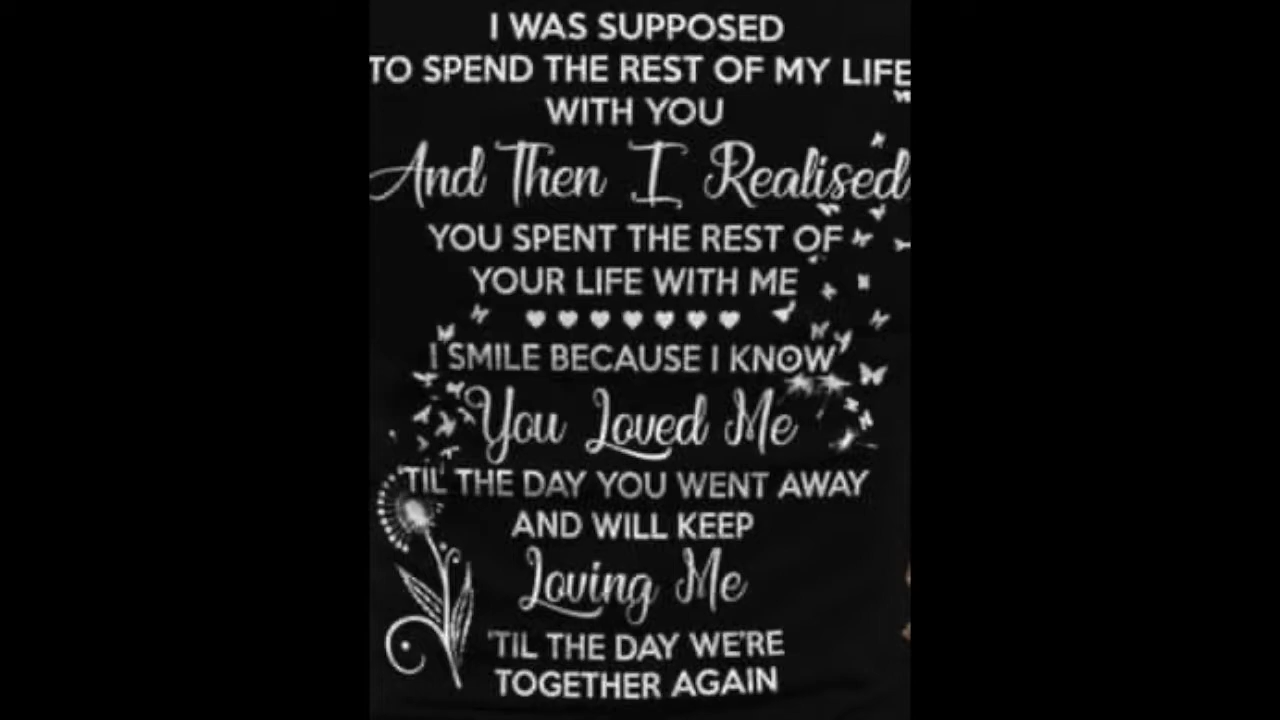 I WAS SUPPOSED
TO SPEND THE REST OF MY LIFE
WITH YOU
And Then I Realised
YOU SPENT THE REST OF
YOUR LIFE WITH ME
I SMILE BECAUSE I KNOW
You Loved Me
'TIL THE DAY YOU WENT AWAY
AND WILL KEEP
Loving Me
'TIL THE DAY WE'RE
TOGETHER AGAIN